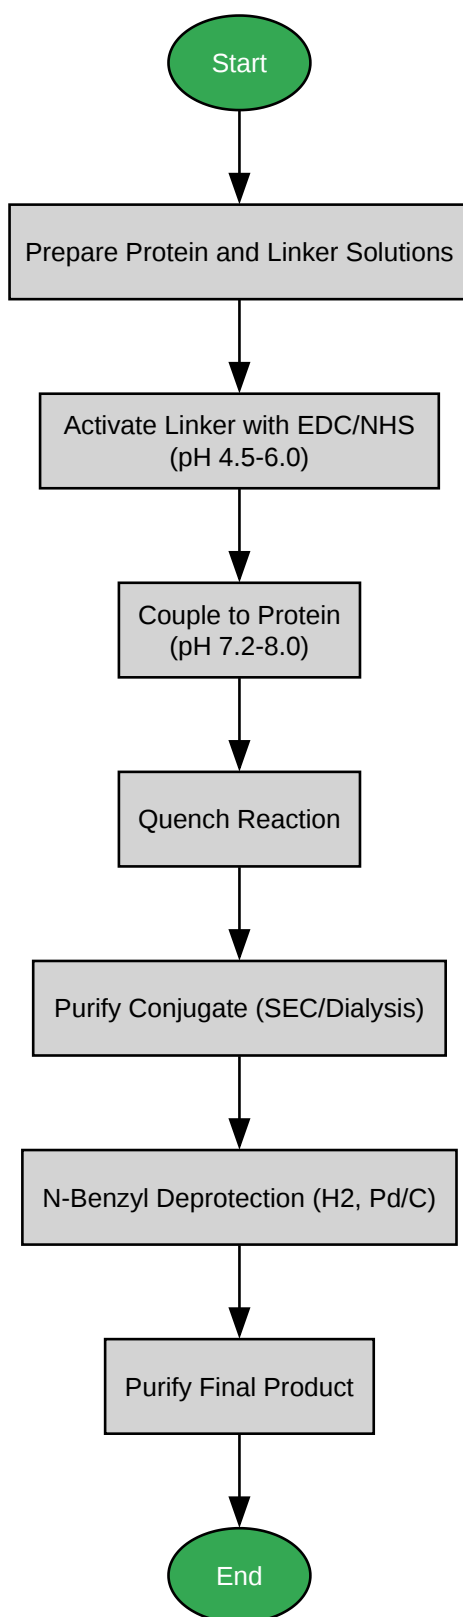 Start
Prepare Protein and Linker Solutions
Activate Linker with EDC/NHS
(pH 4.5-6.0)
Couple to Protein
(pH 7.2-8.0)
Quench Reaction
Purify Conjugate (SEC/Dialysis)
N-Benzyl Deprotection (H2, Pd/C)
Purify Final Product
End